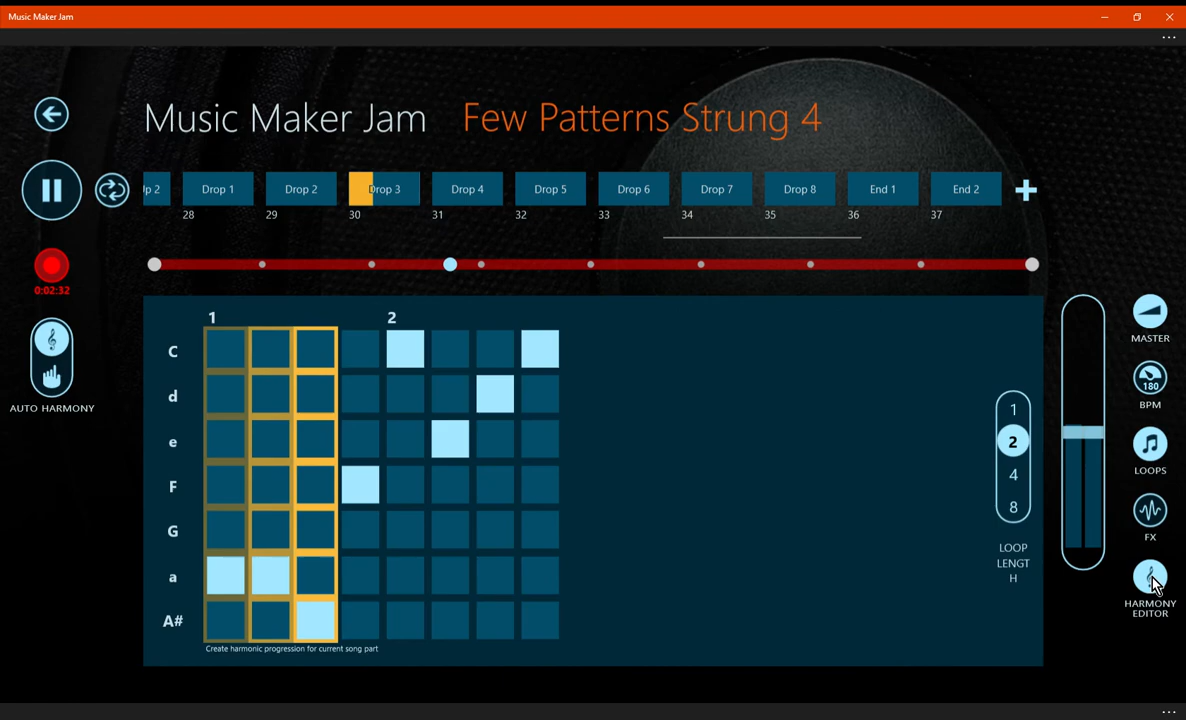 Music Maker Jam
Music Maker Jam Few Patterns Strung 4
Jp 2 Drop 1 Drop 2 Drop 3 Drop 4 Drop 5 Drop 6 Drop 7 Drop 8 End 1 End 2
28 29 30 31 32 33 34 35 36 37
0:02:32
AUTO HARMONY
1 2
C
d
e
F
G
a
A#
Create harmonic progression for current song part
1
2
4
8
LOOP
LENGT
H
MASTER
180
BPM
LOOPS
FX
HARMONY
EDITOR